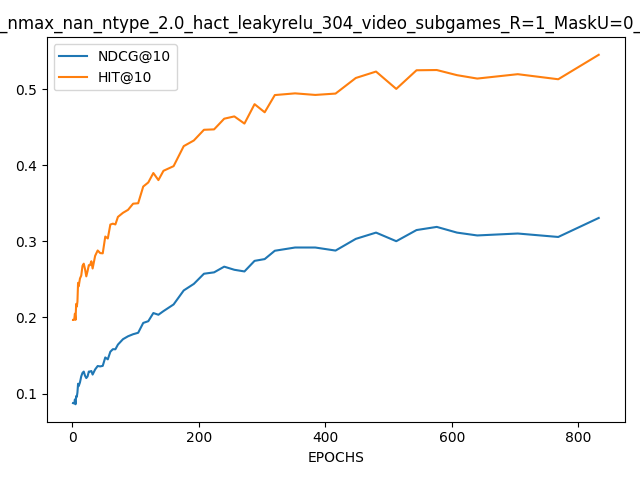 _nmax_nan_ntype_2.0_hact_leakyrelu_304_video_subgames_R=1_MaskU=0_
NDCG@10
HIT@10
0.5
0.4
0.3
0.2
0.1
0 200 400 600 800
EPOCHS